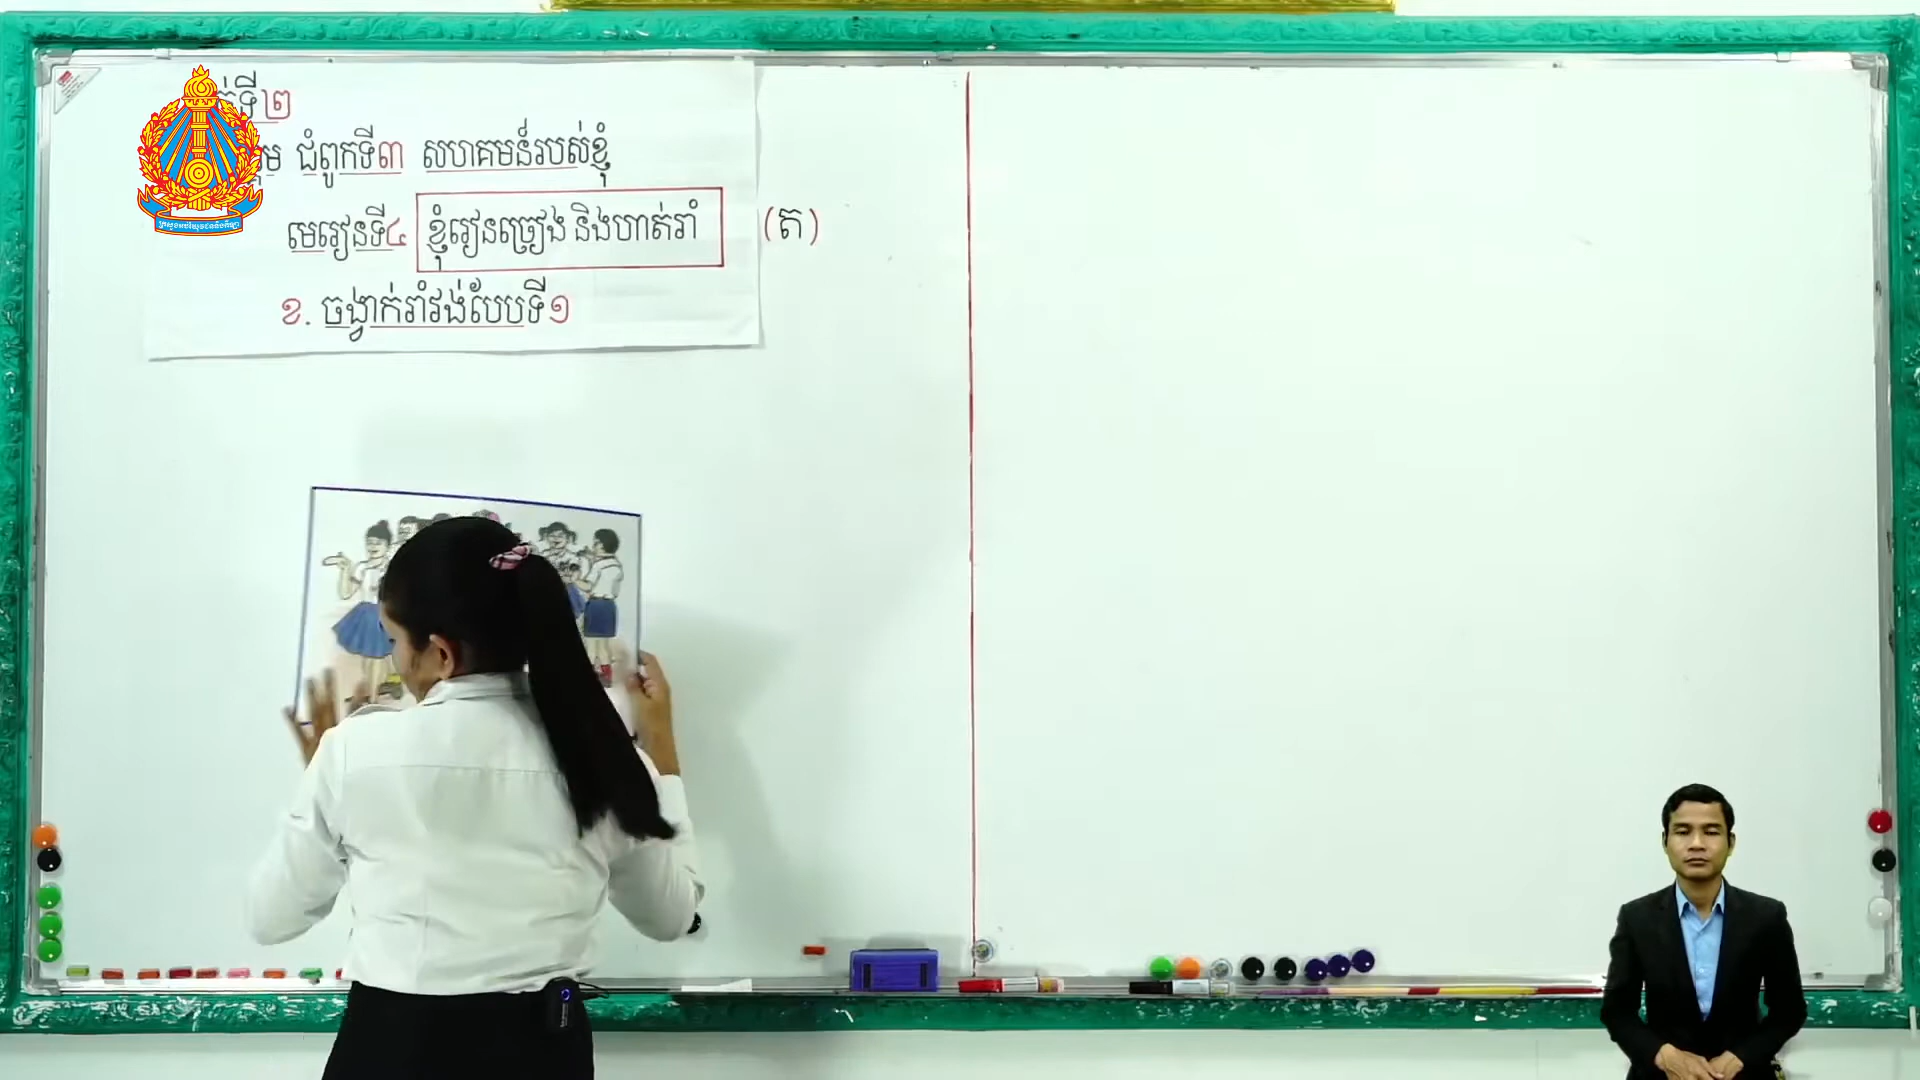 ទី២
ជំពូកទី៣ សហគមន៍របស់ខ្ញុំ
មេរៀនទី៤ ខ្ញុំរៀនច្រៀង និងហាត់រាំ (ត)
ខ. ចង្វាក់រាំវង់បែបទី១